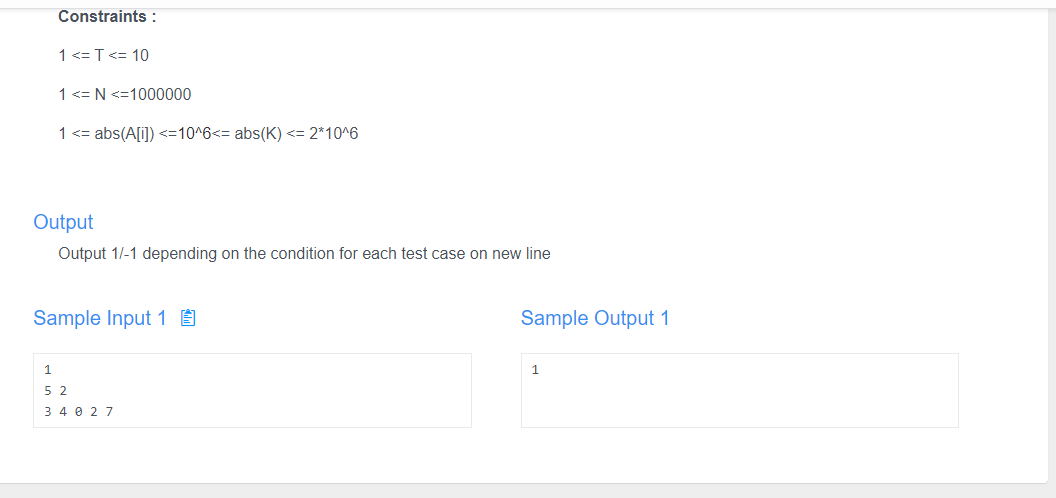 Constraints :
1 <= T <= 10
1 <= N <=1000000
1 <= abs(A[i]) <=10^6<= abs(K) <= 2*10^6
Output
Output 1/-1 depending on the condition for each test case on new line
Sample Input 1
1
5 2
3 4 0 2 7
Sample Output 1
1